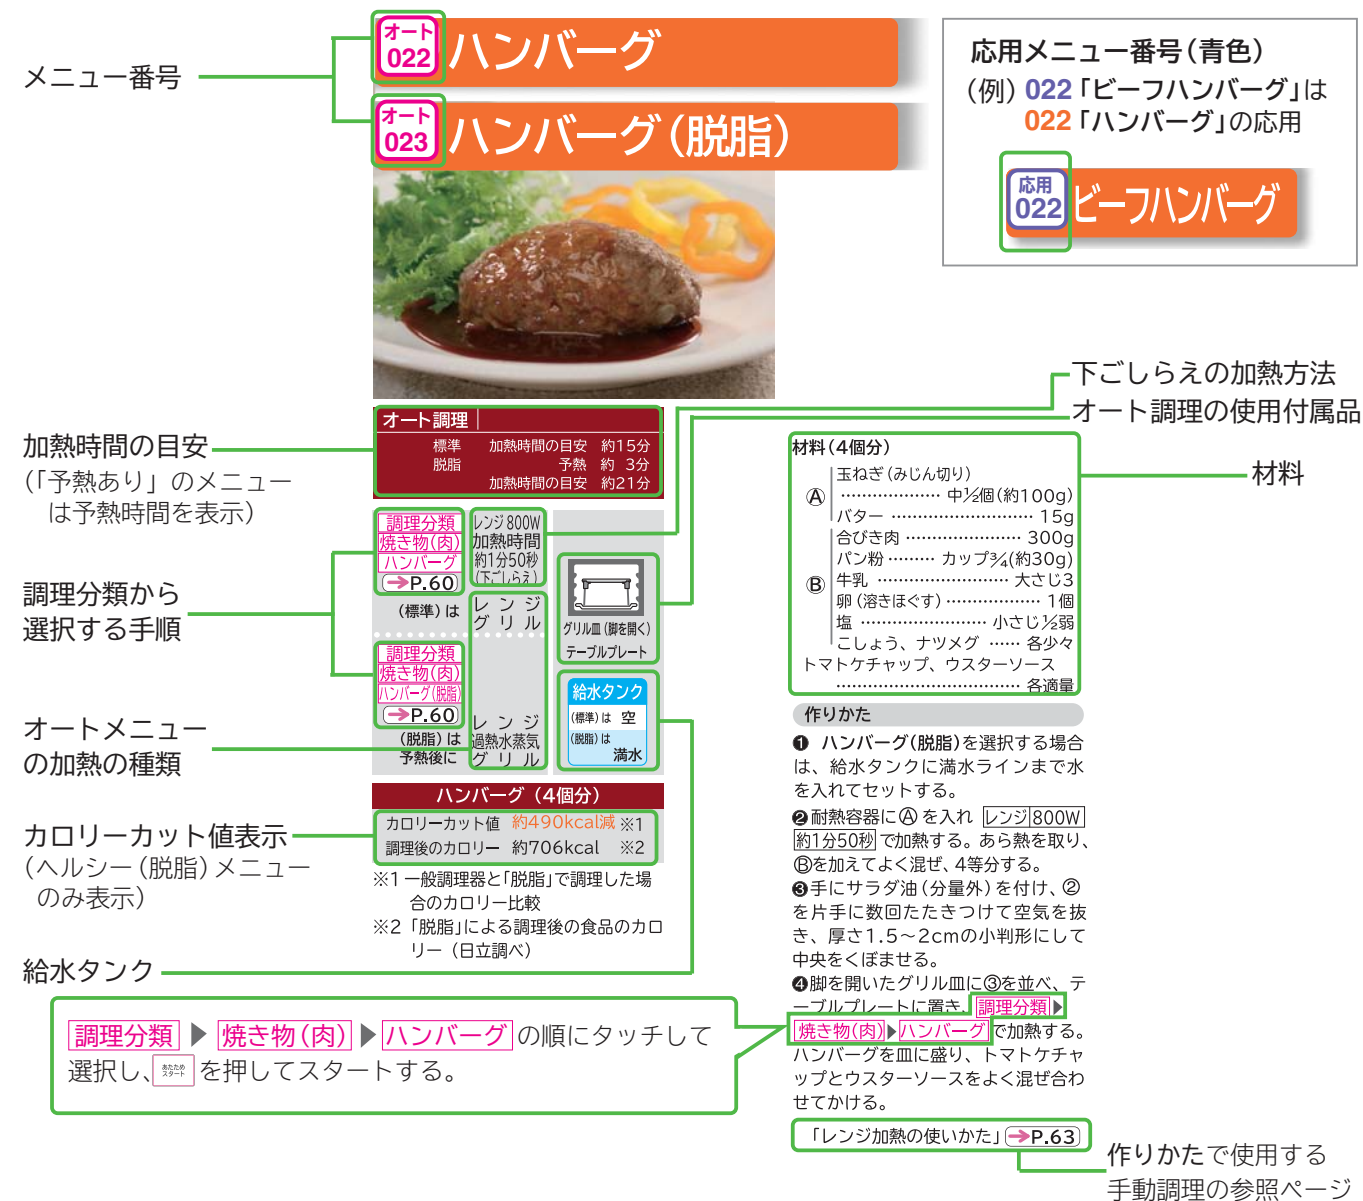 メニュー番号
オート
022
ハンバーグ
オート
023
ハンバーグ(脱脂)
応用メニュー番号(青色)
(例) 022「ビーフハンバーグ」は
022「ハンバーグ」の応用
応用
022
ビーフハンバーグ
加熱時間の目安
(「予熱あり」のメニュー
は予熱時間を表示)
調理分類から
選択する手順
オートメニュー
の加熱の種類
カロリーカット値表示
(ヘルシー(脱脂)メニュー
のみ表示)
給水タンク
オート調理
標準 加熱時間の目安 約15分
脱脂 予熱 約 3分
加熱時間の目安 約21分
調理分類
焼き物(肉)
ハンバーグ
➔P.60
(標準)は
調理分類
焼き物(肉)
ハンバーグ(脱脂)
➔P.60
(脱脂)は
予熱後に
レンジ 800W
加熱時間
約1分50秒
(下ごしらえ)
レンジ
グリル
レンジ
過熱水蒸気
グリル
グリル皿(脚を開く)
テーブルプレート
給水タンク
(標準)は 空
(脱脂)は
満水
ハンバーグ(4個分)
カロリーカット値 約490kcal減 ※1
調理後のカロリー 約706kcal ※2
※1 一般調理器と「脱脂」で調理した場
合のカロリー比較
※2 「脱脂」による調理後の食品のカロ
リー(日立調べ)
下ごしらえの加熱方法
オート調理の使用付属品
材料
材料(4個分)
Ⓐ
玉ねぎ(みじん切り)
………………… 中½個(約100g)
バター ………………………… 15g
Ⓑ
合びき肉 …………………… 300g
パン粉 ……… カップ¾(約30g)
牛乳 ………………………… 大さじ3
卵(溶きほぐす) ……………… 1個
塩 ……………………… 小さじ½弱
こしょう、ナツメグ …… 各少々
トマトケチャップ、ウスターソース
………………………………… 各適量
作りかた
❶ ハンバーグ(脱脂)を選択する場合
は、給水タンクに満水ラインまで水
を入れてセットする。
❷耐熱容器にⒶを入れ レンジ 800W
約1分50秒 で加熱する。あら熱を取り、
Ⓑを加えてよく混ぜ、4等分する。
❸手にサラダ油(分量外)を付け、②
を片手に数回たたきつけて空気を抜
き、厚さ1.5〜2cmの小判形にして
中央をくぼませる。
❹脚を開いたグリル皿に③を並べ、テ
ーブルプレートに置き、調理分類▶
焼き物(肉)▶ハンバーグ で加熱する。
ハンバーグを皿に盛り、トマトケチャ
ップとウスターソースをよく混ぜ合わ
せてかける。
「レンジ加熱の使いかた」➔P.63
作りかたで使用する
手動調理の参照ページ
調理分類 ▶ 焼き物(肉) ▶ ハンバーグ の順にタッチして
選択し、あたためスタート を押してスタートする。